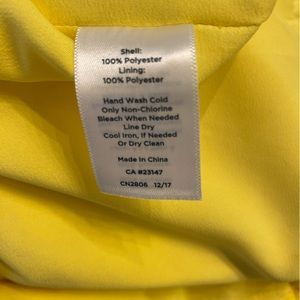 Shell:
100% Polyester
Lining:
100% Polyester
Hand Wash Cold
Only Non-Chlorine
Bleach When Needed
Line Dry
Cool Iron, If Needed
Or Dry Clean
Made In China
CA #23147
CN2806 12/17